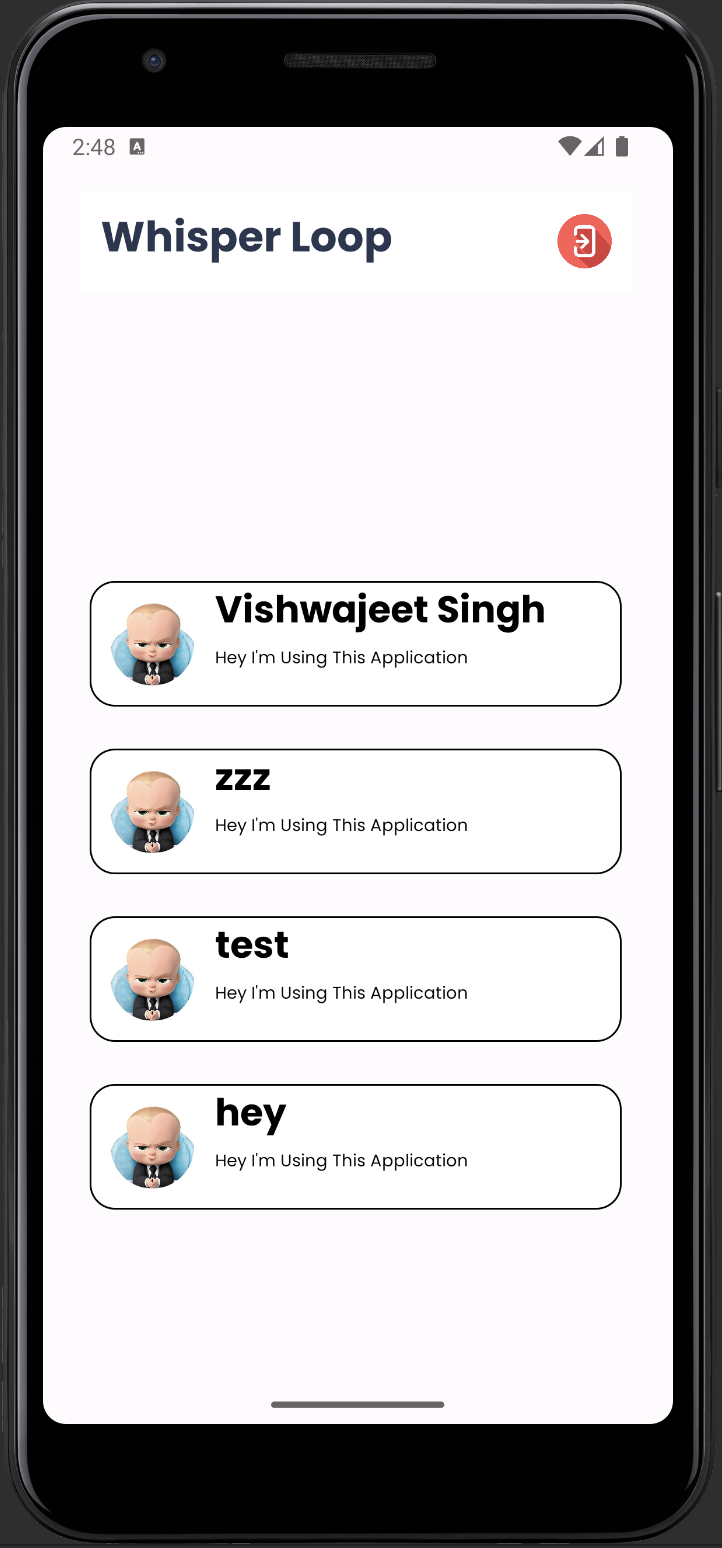 2:48
Whisper Loop
Vishwajeet Singh
Hey I'm Using This Application
zzz
Hey I'm Using This Application
test
Hey I'm Using This Application
hey
Hey I'm Using This Application